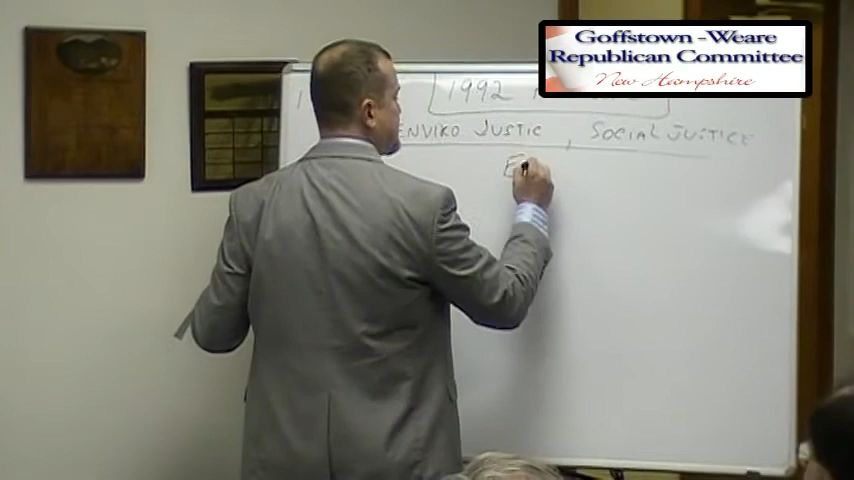 Goffstown-Weare
Republican Committee
New Hampshire
1992
ENVIRO JUSTIC, SOCIAL JUSTICE
E